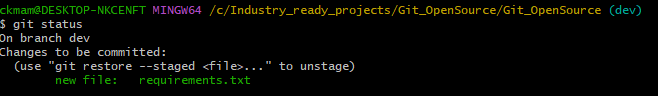 ckmam@DESKTOP-NKCENFT MINGW64 /c/Industry_ready_projects/Git_OpenSource/Git_OpenSource (dev)
$ git status
On branch dev
Changes to be committed:
  (use "git restore --staged <file>..." to unstage)
        new file:   requirements.txt